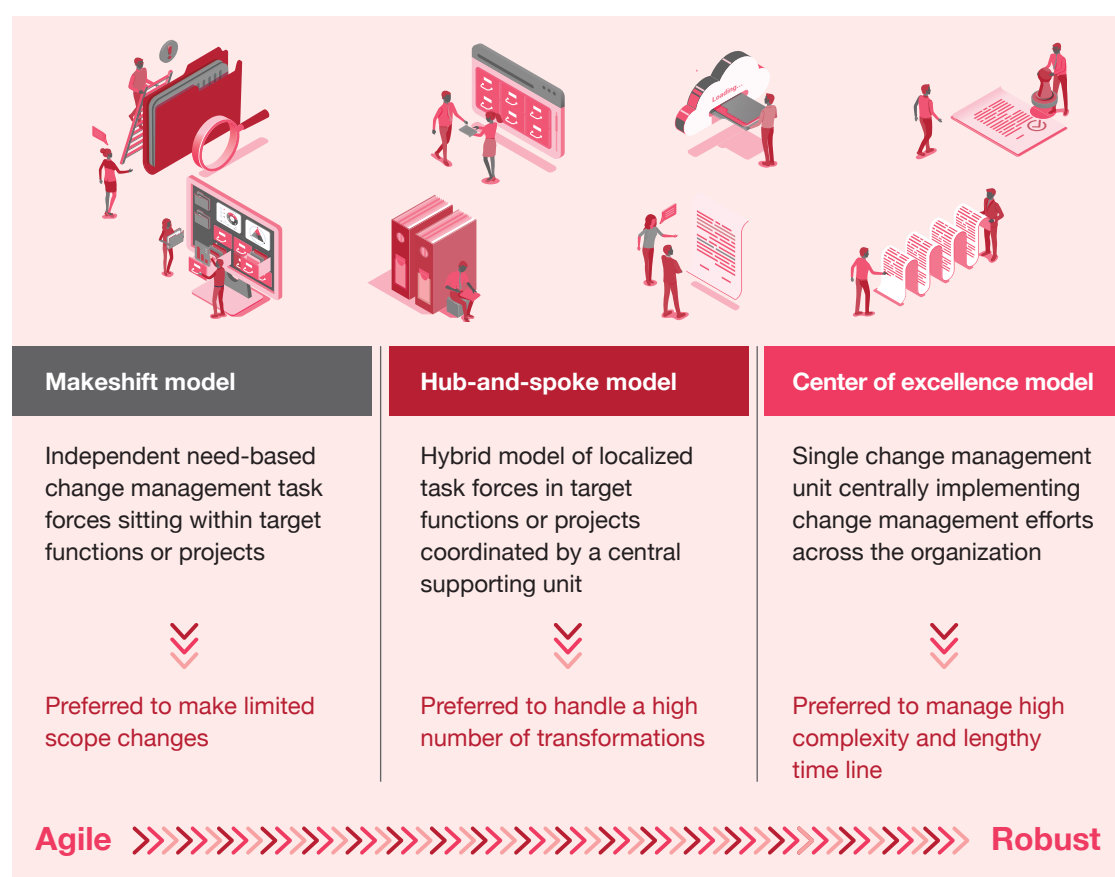 Loading...
Makeshift model
Independent need-based
change management task
forces sitting within target
functions or projects
Preferred to make limited
scope changes
Hub-and-spoke model
Hybrid model of localized
task forces in target
functions or projects
coordinated by a central
supporting unit
Preferred to handle a high
number of transformations
Center of excellence model
Single change management
unit centrally implementing
change management efforts
across the organization
Preferred to manage high
complexity and lengthy
time line
Agile
Robust